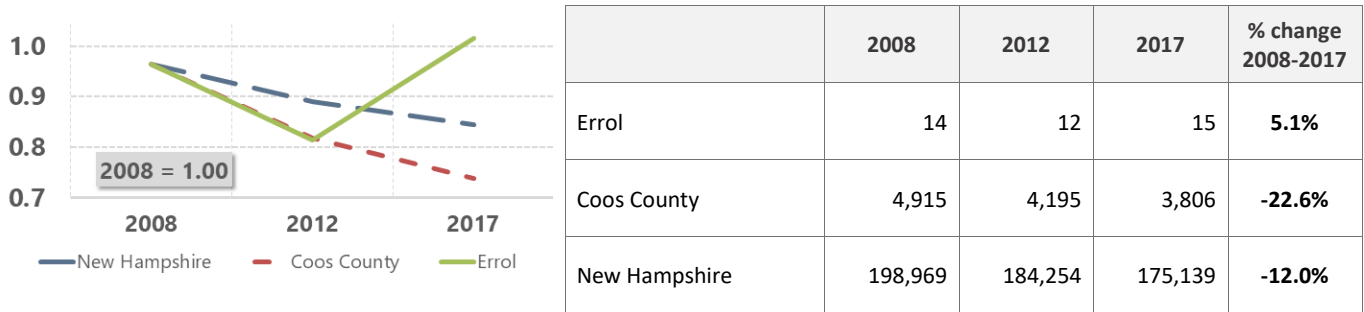 1.0
0.9
0.8
0.7
2008 = 1.00
2008 2012 2017
New Hampshire Coos County Errol
2008 2012 2017 % change
2008-2017
Errol 14 12 15 5.1%
Coos County 4,915 4,195 3,806 -22.6%
New Hampshire 198,969 184,254 175,139 -12.0%